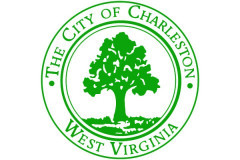 · THE CITY OF CHARLESTON ·
WEST VIRGINIA